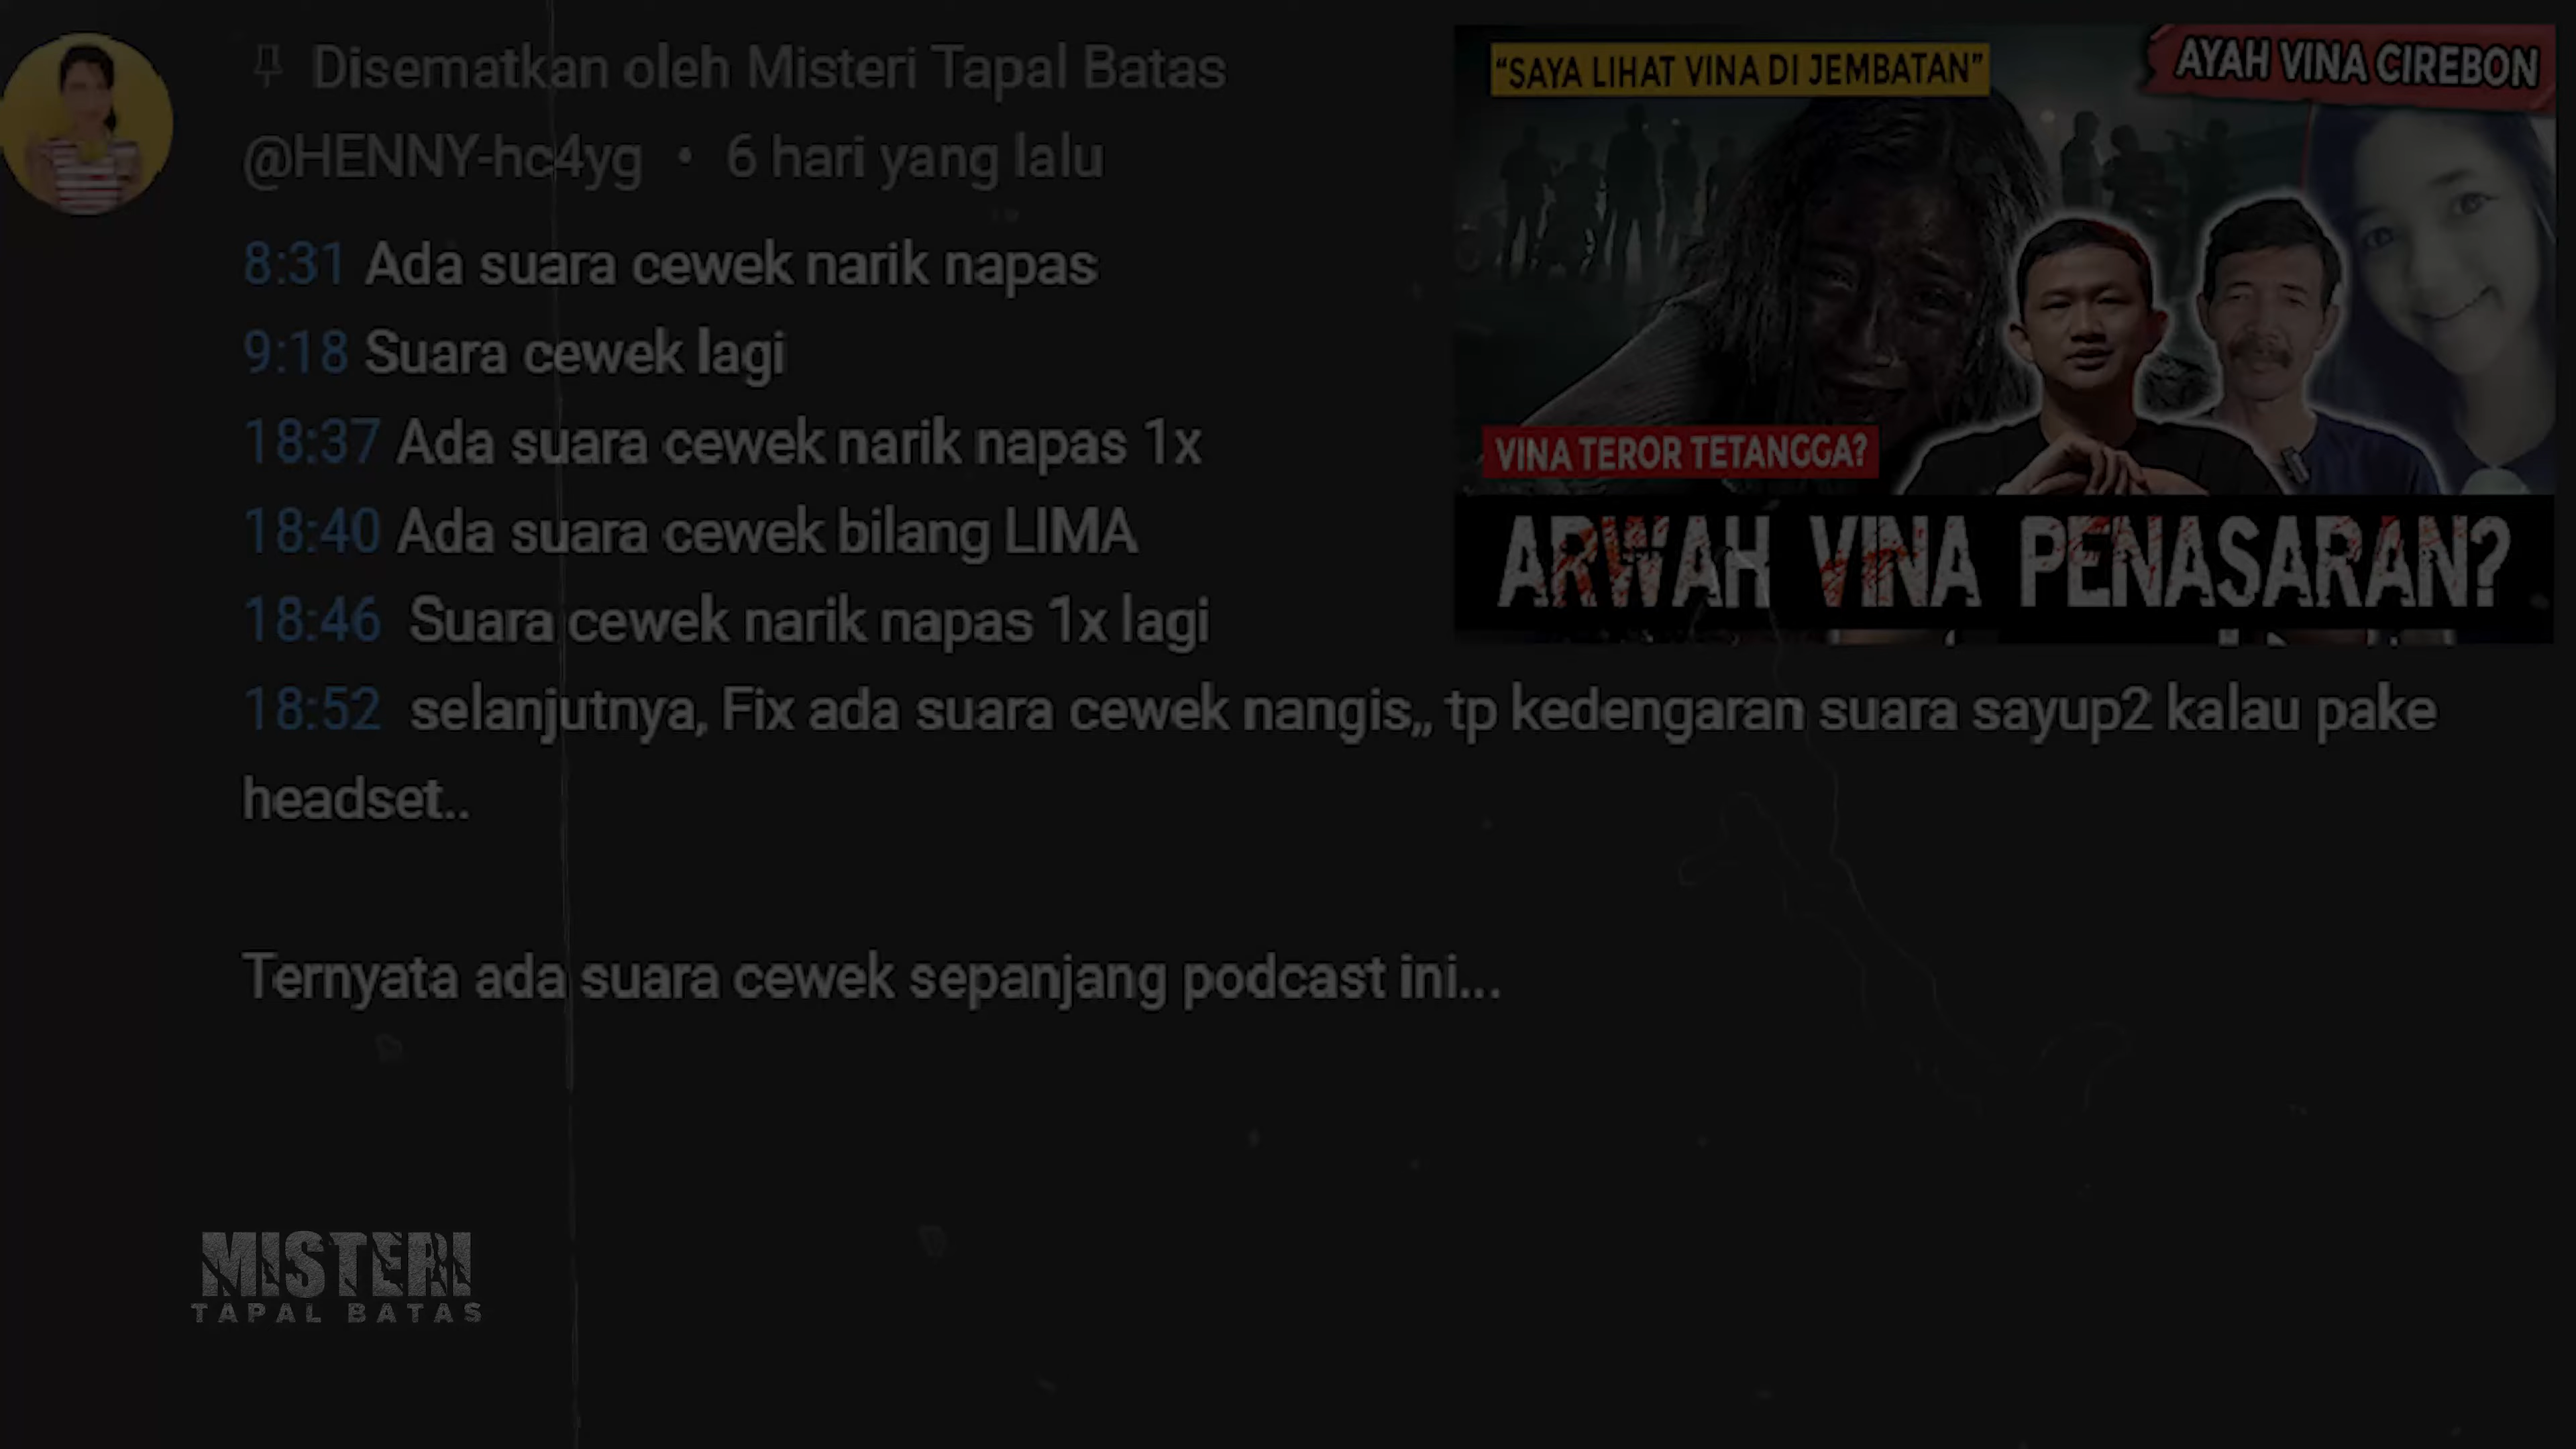 Disematkan oleh Misteri Tapal Batas
@HENNY-hc4yg • 6 hari yang lalu
8:31 Ada suara cewek narik napas
9:18 Suara cewek lagi
18:37 Ada suara cewek narik napas 1x
18:40 Ada suara cewek bilang LIMA
18:46 Suara cewek narik napas 1x lagi
18:52 selanjutnya, Fix ada suara cewek nangis,, tp kedengaran suara sayup2 kalau pake
headset..
Ternyata ada suara cewek sepanjang podcast ini...
"SAYA LIHAT VINA DI JEMBATAN"
AYAH VINA CIREBON
VINA TEROR TETANGGA?
ARWAH VINA PENASARAN?
MISTERI
TAPAL BATAS